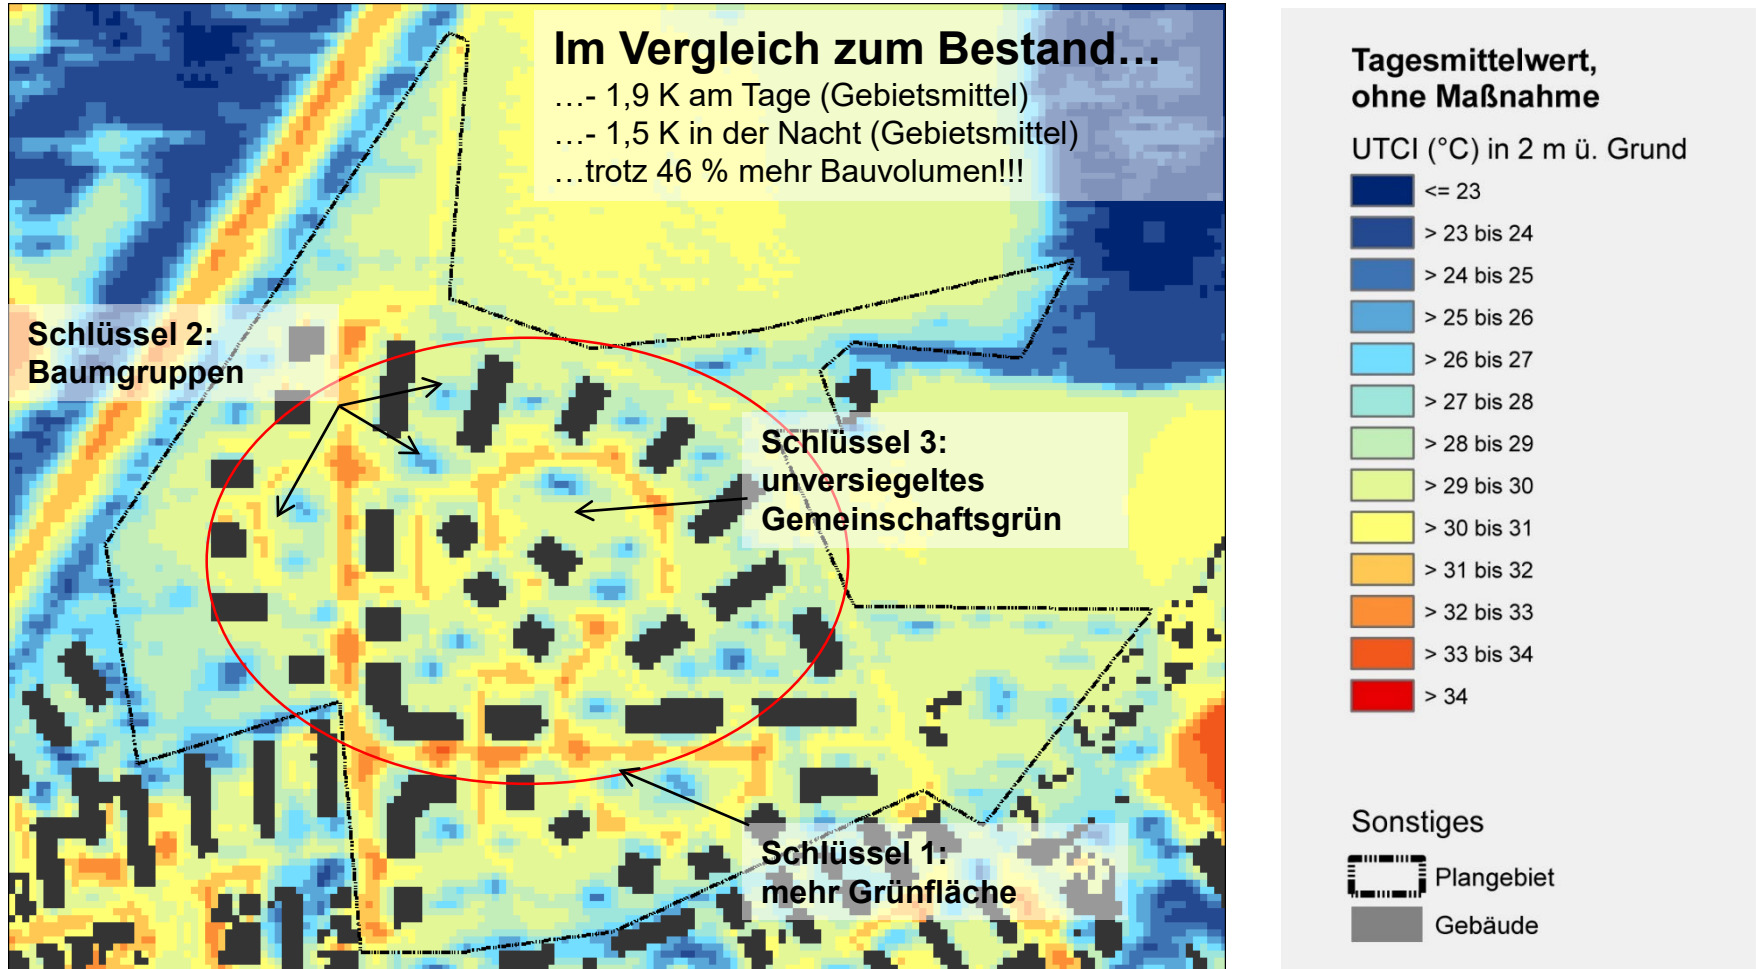 Im Vergleich zum Bestand…
…- 1,9 K am Tage (Gebietsmittel)
…- 1,5 K in der Nacht (Gebietsmittel)
…trotz 46 % mehr Bauvolumen!!!
Schlüssel 2:
Baumgruppen
Schlüssel 3:
unversiegeltes
Gemeinschaftsgrün
Schlüssel 1:
mehr Grünfläche
Tagesmittelwert,
ohne Maßnahme
UTCI (°C) in 2 m ü. Grund
<= 23
> 23 bis 24
> 24 bis 25
> 25 bis 26
> 26 bis 27
> 27 bis 28
> 28 bis 29
> 29 bis 30
> 30 bis 31
> 31 bis 32
> 32 bis 33
> 33 bis 34
> 34
Sonstiges
Plangebiet
Gebäude